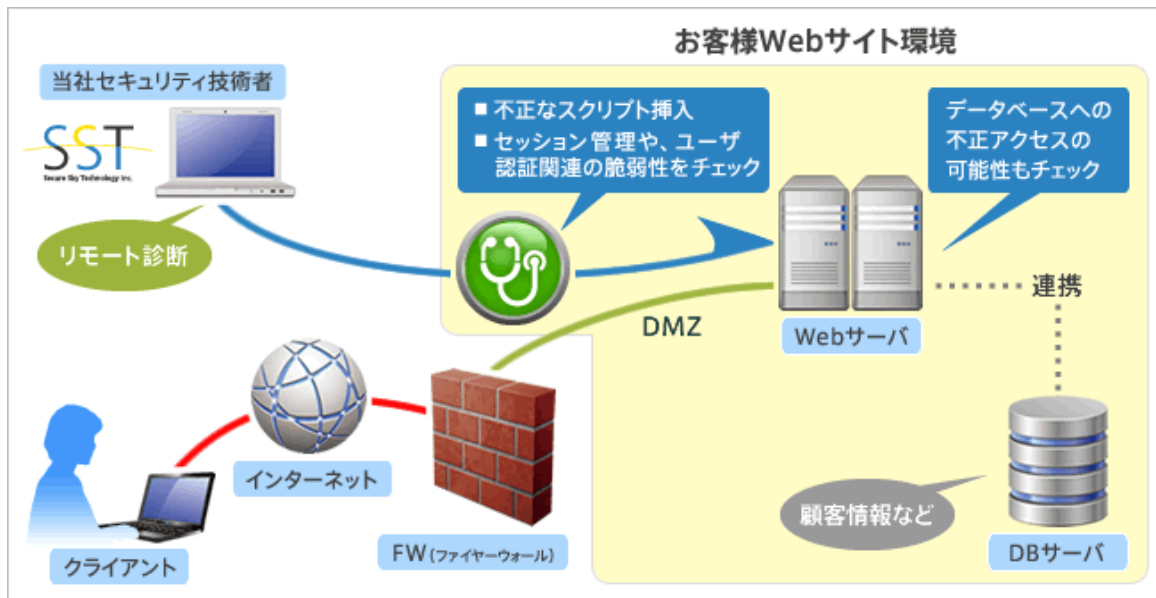 お客様Webサイト環境
当社セキュリティ技術者
SST
Secure Sky Technology Inc.
リモート診断
■ 不正なスクリプト挿入
■ セッション管理や、ユーザ
認証関連の脆弱性をチェック
データベースへの
不正アクセスの
可能性もチェック
Webサーバ
連携
DMZ
インターネット
クライアント
FW(ファイヤーウォール)
顧客情報など
DBサーバ